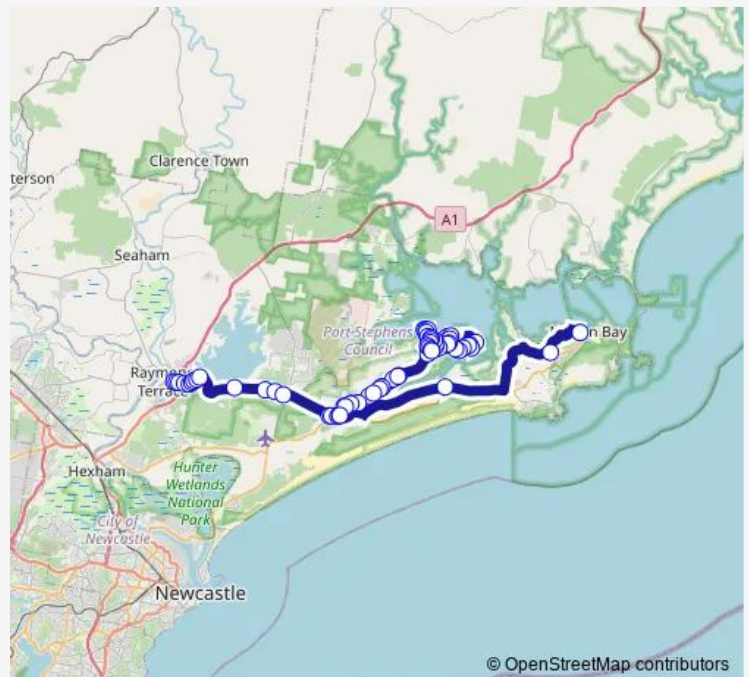 Clarence Town
terson
A1
Seaham
Port Stephens
Council
Bay
Terrace
Hexham
Hunter
Wetlands
National
Park
City of
Newcastle
Newcastle
© OpenStreetMap contributors